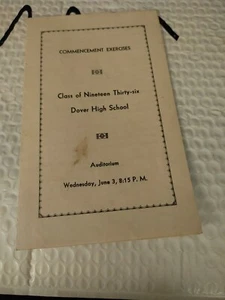 COMMENCEMENT EXERCISES
Class of Nineteen Thirty-six
Dover High School
Auditorium
Wednesday, June 3, 8:15 P. M.